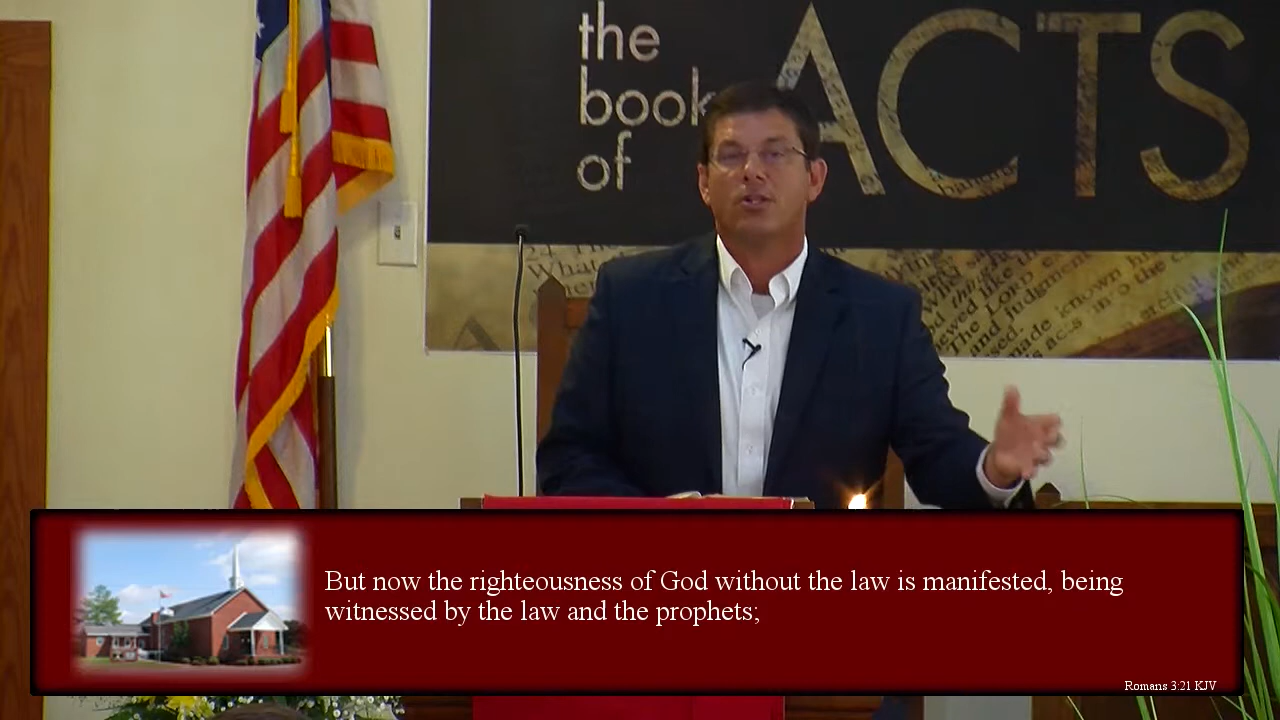 the
book
of
ACTS
But now the righteousness of God without the law is manifested, being
witnessed by the law and the prophets;
Romans 3:21 KJV